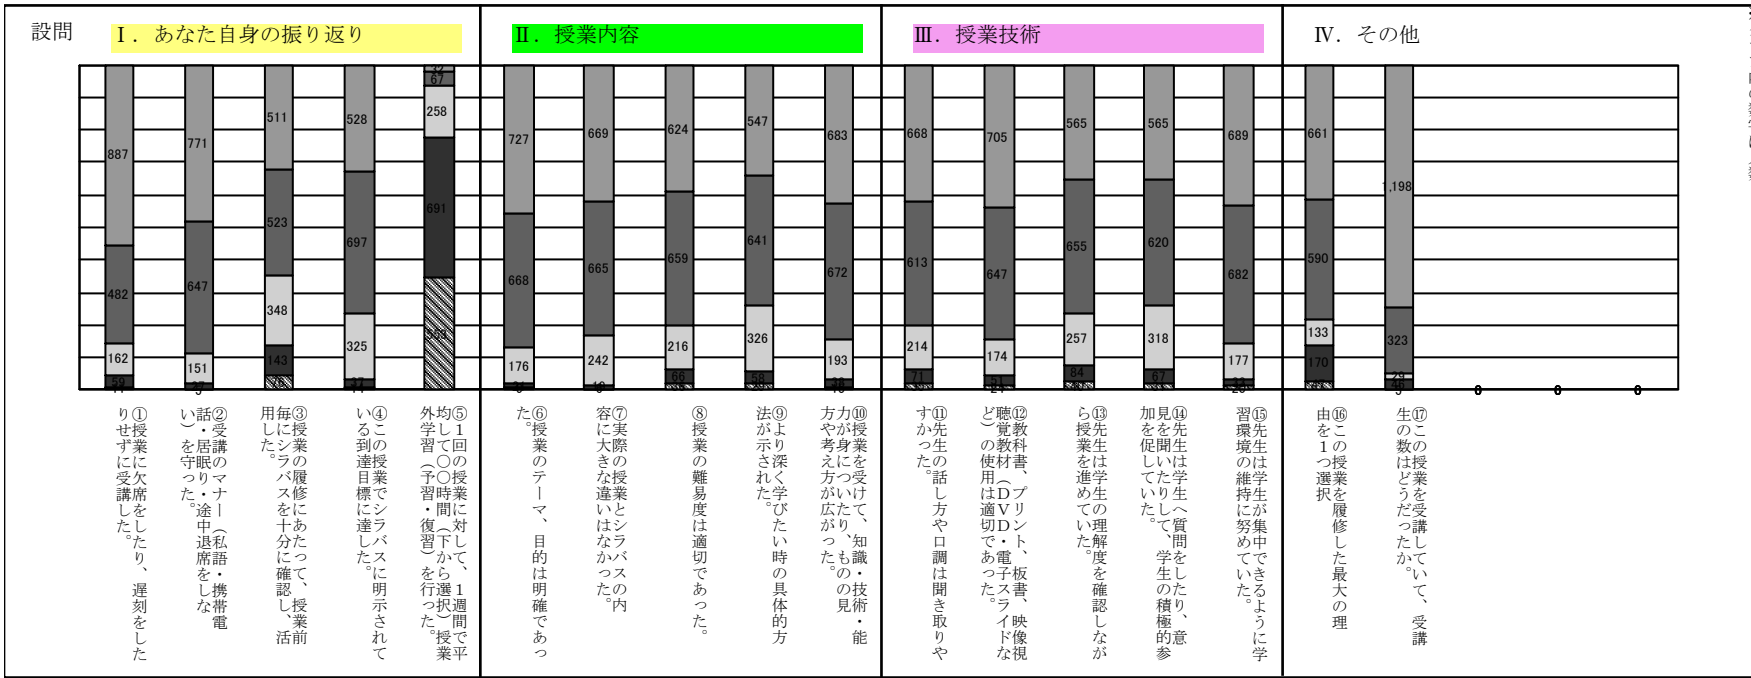 設問
Ⅰ．あなた自身の振り返り
Ⅱ．授業内容
Ⅲ．授業技術
Ⅳ．その他
887
482
162
59
11
771
647
151
37
5
511
523
348
143
76
528
697
325
37
11
32
67
258
691
553
727
668
176
669
665
242
624
659
216
66
547
641
326
58
683
672
193
668
613
214
71
705
647
174
51
24
565
655
257
84
565
620
318
67
689
682
177
661
590
133
170
1,198
323
29
46
5
0
0
0
①授業に欠席をしたり、遅刻をした
りせずに受講した。
②受講のマナー（私語・携帯電
話・居眠り・途中退席をしな
い）を守った。
③授業の履修にあたって、授業前
毎にシラバスを十分に確認し、活
用した。
④この授業でシラバスに明示されて
いる到達目標に達した。
⑤１回の授業に対して、１週間で平
均して〇〇時間（下から選択）授業
外学習（予習・復習）を行った。
⑥授業のテーマ、目的は明確であっ
た。
⑦実際の授業とシラバスの内
容に大きな違いはなかった。
⑧授業の難易度は適切であった。
⑨より深く学びたい時の具体的方
法が示された。
⑩授業を受けて、知識・技術・能
力が身についたり、ものの見
方や考え方が広がった。
⑪先生の話し方や口調は聞き取りや
すかった。
⑫教科書、プリント、板書、映像視
聴覚教材（ＤＶＤ・電子スライドな
ど）の使用は適切であった。
⑬先生は学生の理解度を確認しなが
ら授業を進めていた。
⑭先生は学生へ質問をしたり、意
見を聞いたりして、学生の積極的参
加を促していた。
⑮先生は学生が集中できるように学
習環境の維持に努めていた。
⑯この授業を履修した最大の理
由を１つ選択
⑰この授業を受講していて、受講
生の数はどうだったか。